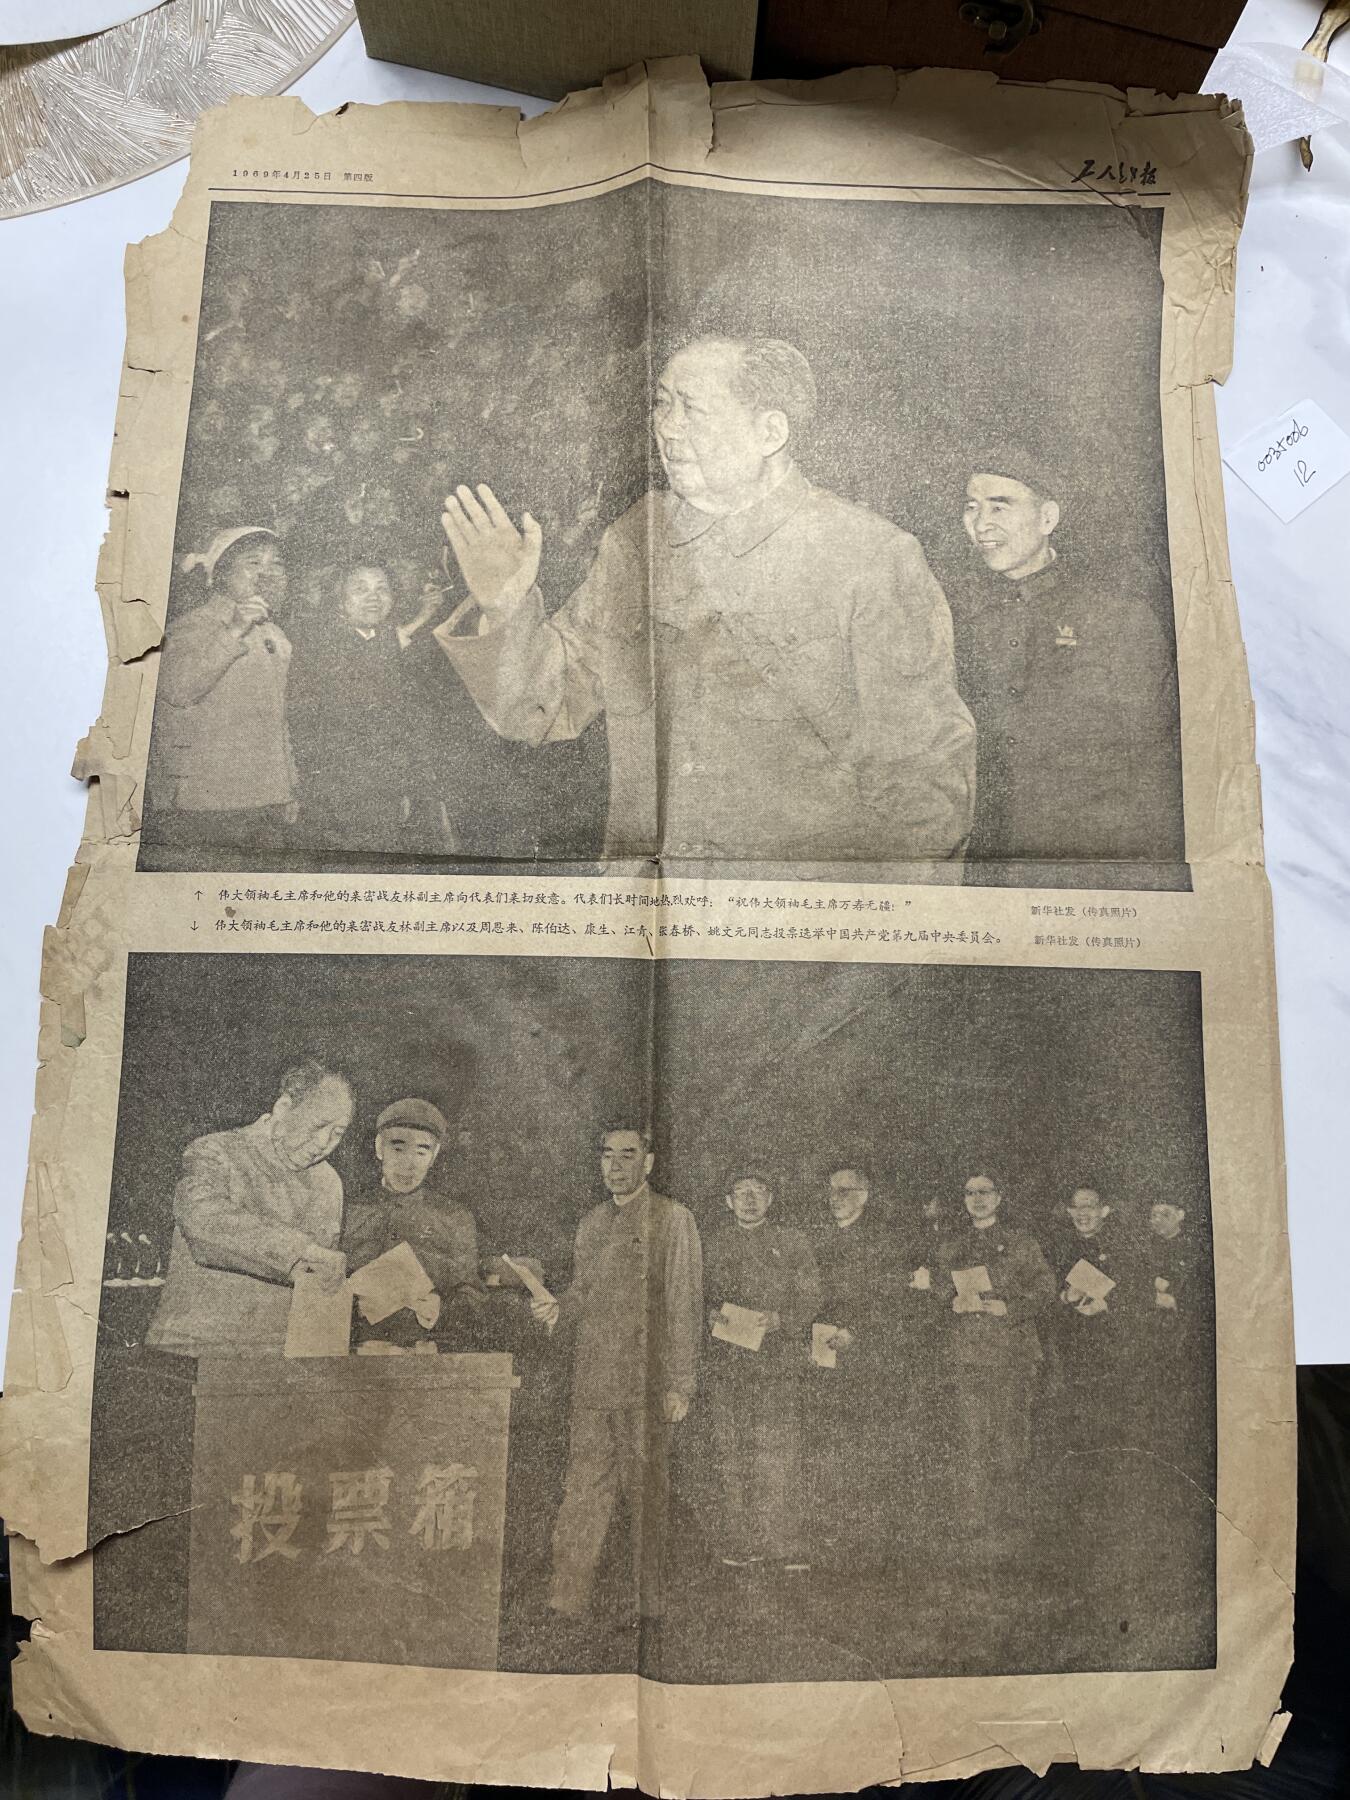 1969年4月25日 第四版
工人造反报
↑ 伟大领袖毛主席和他的亲密战友林副主席向代表们亲切致意。代表们长时间地热烈欢呼：“祝伟大领袖毛主席万寿无疆！” 新华社发（传真照片）
↓ 伟大领袖毛主席和他的亲密战友林副主席以及周恩来、陈伯达、康生、江青、张春桥、姚文元同志投票选举中国共产党第九届中央委员会。 新华社发（传真照片）
投票箱
0035006
12